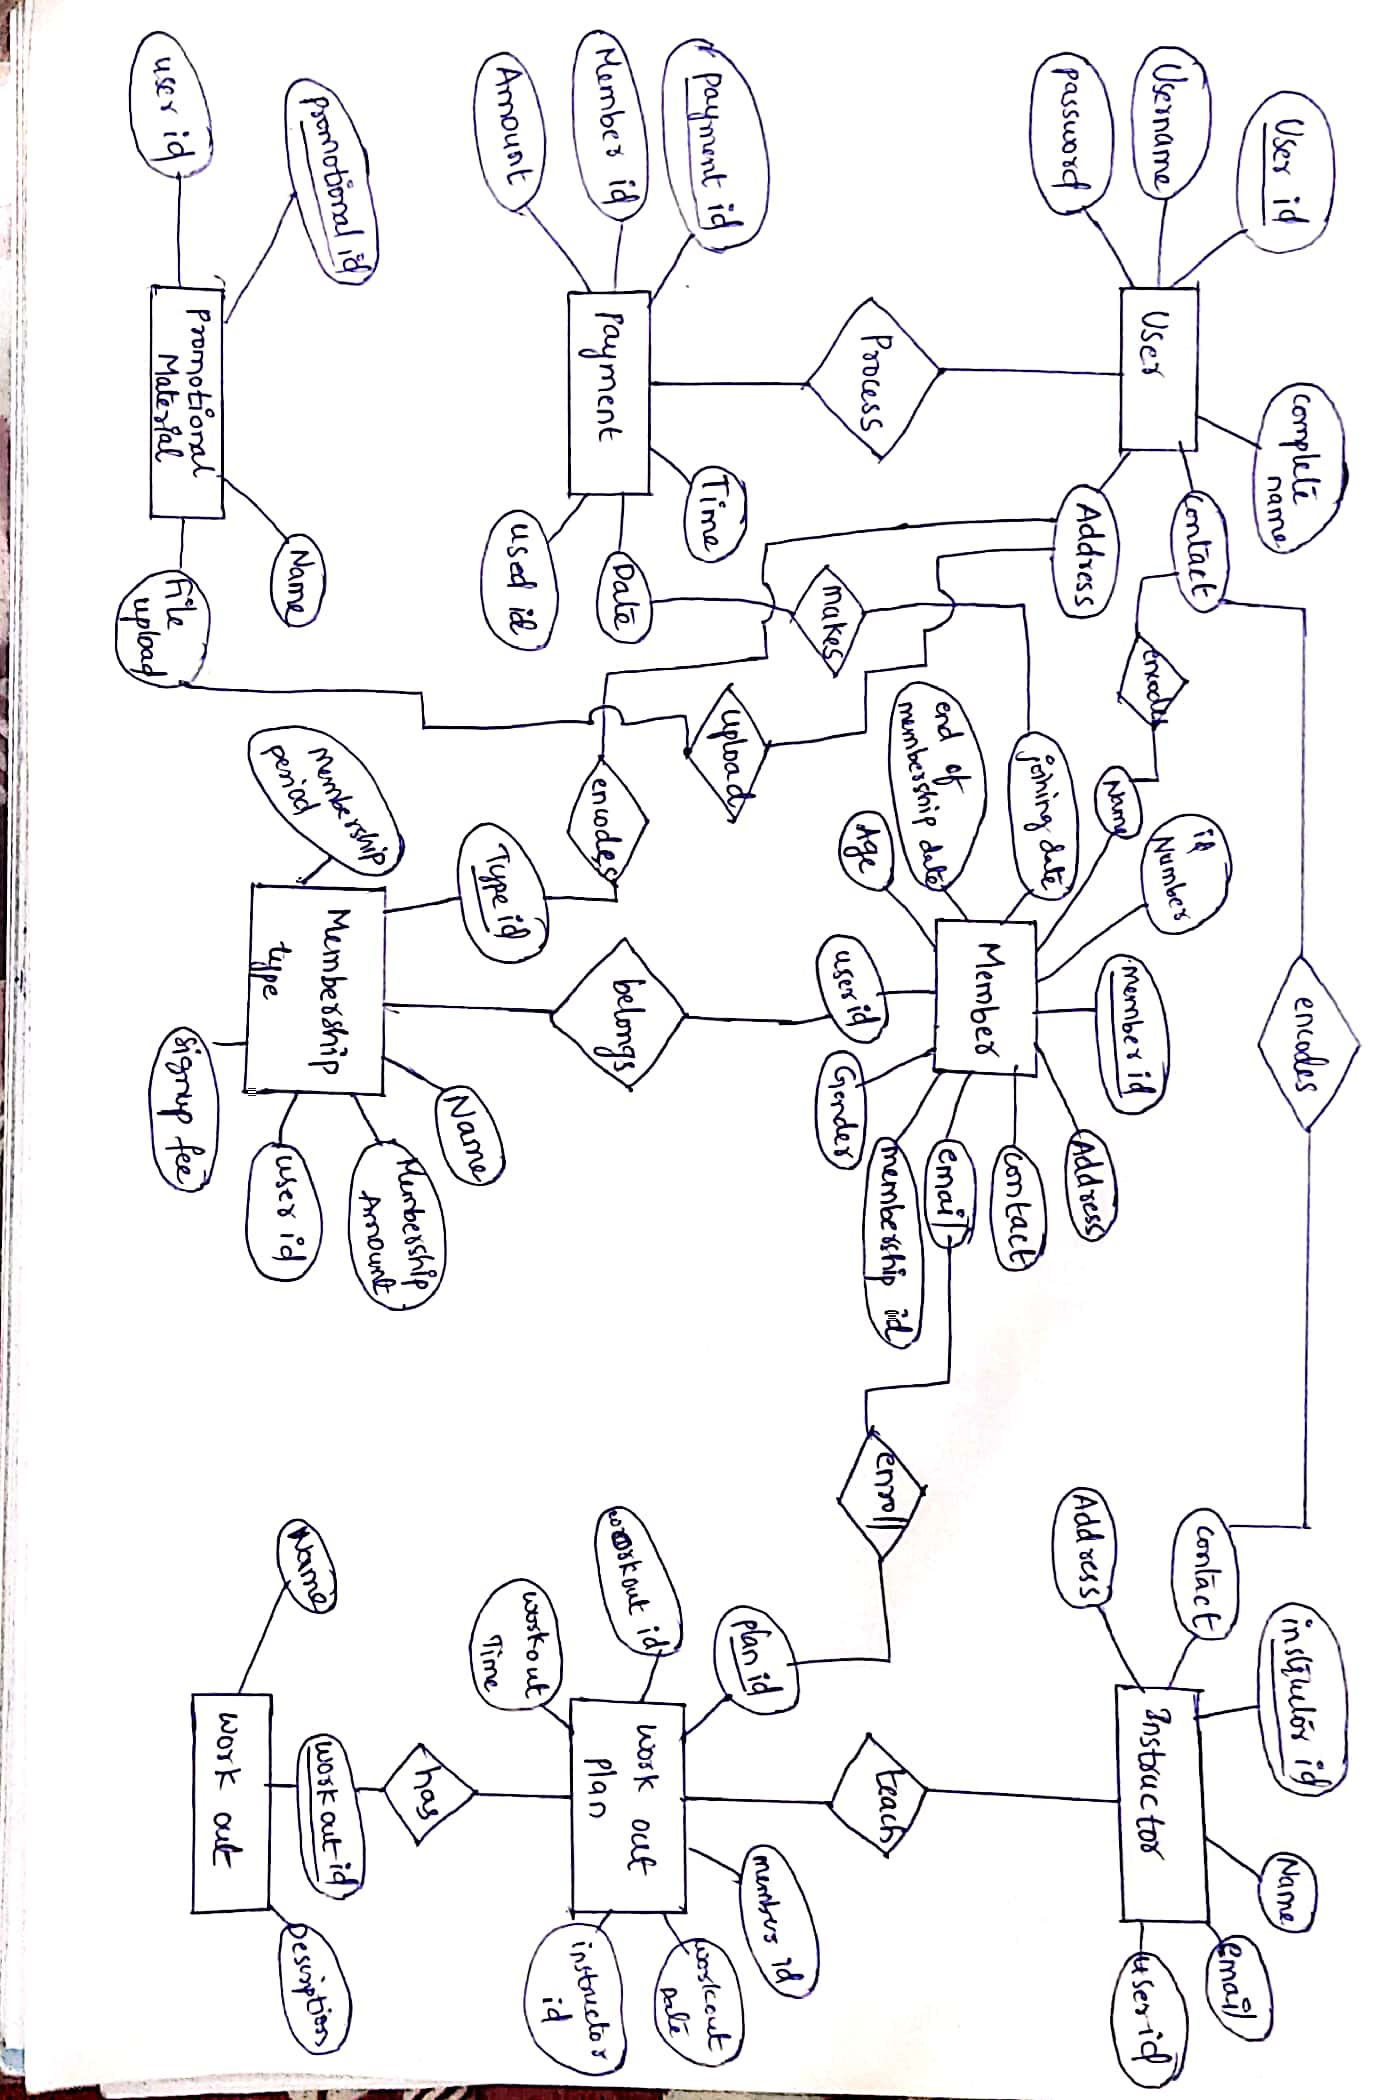 User id
Username
password
complete
name
contact
Address
User
Process
payment id
Member id
Amount
Payment
Time
Date
used id
promotional id
user id
Promotional
Material
Name
File
upload
makes
upload
encodes
encodes
encodes
id
Number
Name
joining date
end of
membership date
Age
member id
Member
user id
Gender
membership id
email
contact
Address
belongs
Type id
membership
period
Membership
type
Name
Membership
Amount
user id
signup fee
enroll
instructor id
contact
Address
Instructor
Name
email
user id
teach
plan id
workout id
workout
Time
Work out
plan
member id
workout
Date
instructor
id
has
Name
work out id
Work out
Description